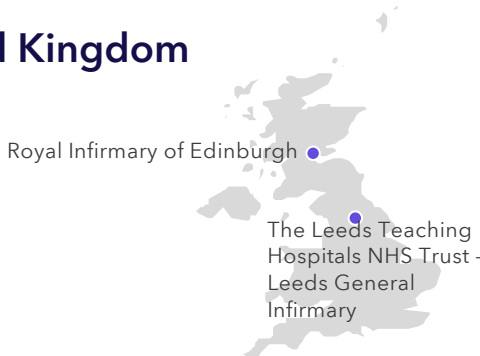 Kingdom
Royal Infirmary of Edinburgh
The Leeds Teaching
Hospitals NHS Trust -
Leeds General
Infirmary